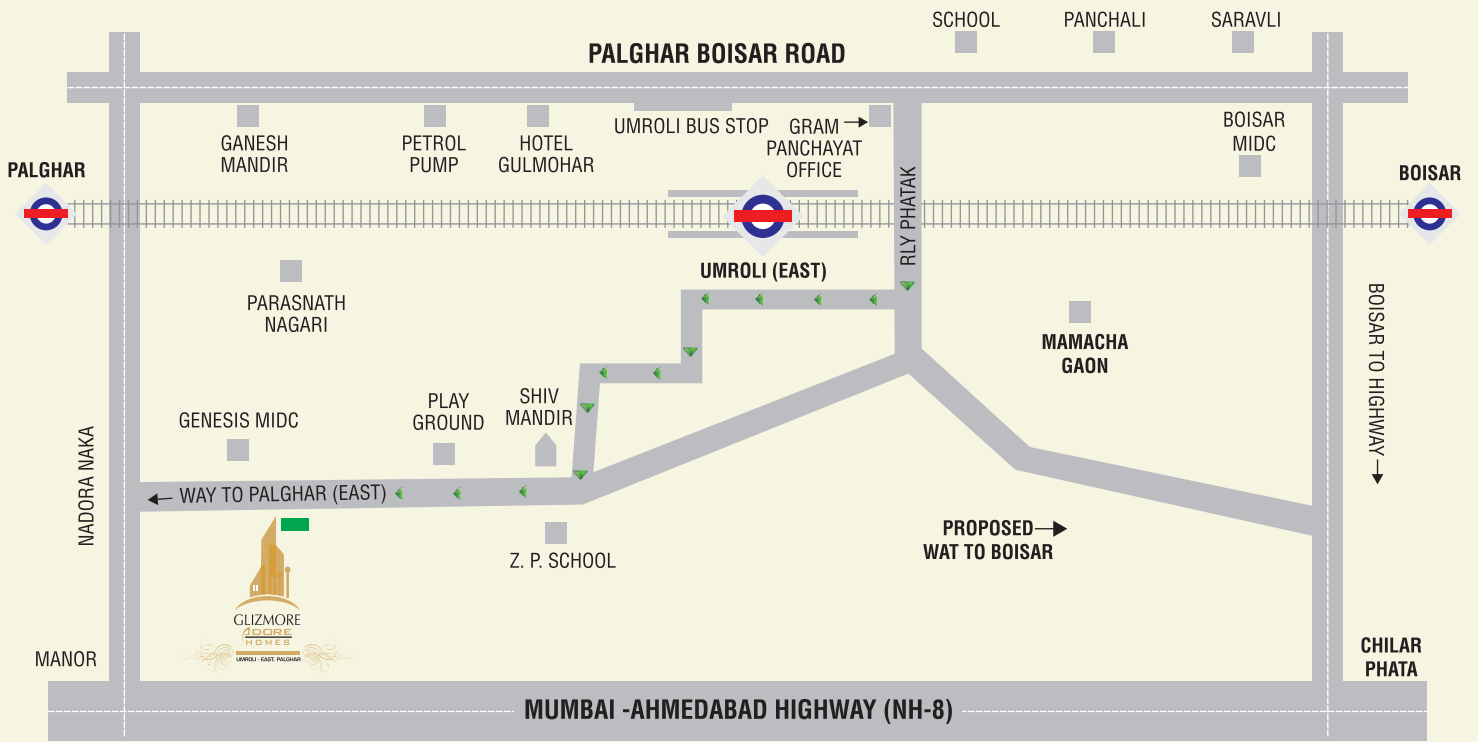 SCHOOL
PANCHALI
SARAVLI
PALGHAR BOISAR ROAD
GANESH
MANDIR
PETROL
PUMP
HOTEL
GULMOHAR
UMROLI BUS STOP
GRAM
PANCHAYAT
OFFICE
BOISAR
MIDC
PALGHAR
BOISAR
RLY PHATAK
UMROLI (EAST)
PARASNATH
NAGARI
MAMACHA
GAON
BOISAR TO HIGHWAY
GENESIS MIDC
PLAY
GROUND
SHIV
MANDIR
NADORA NAKA
WAY TO PALGHAR (EAST)
Z. P. SCHOOL
PROPOSED
WAT TO BOISAR
GLIZMORE
ADORE
HOMES
UMROLI - EAST, PALGHAR
MANOR
CHILAR
PHATA
MUMBAI -AHMEDABAD HIGHWAY (NH-8)